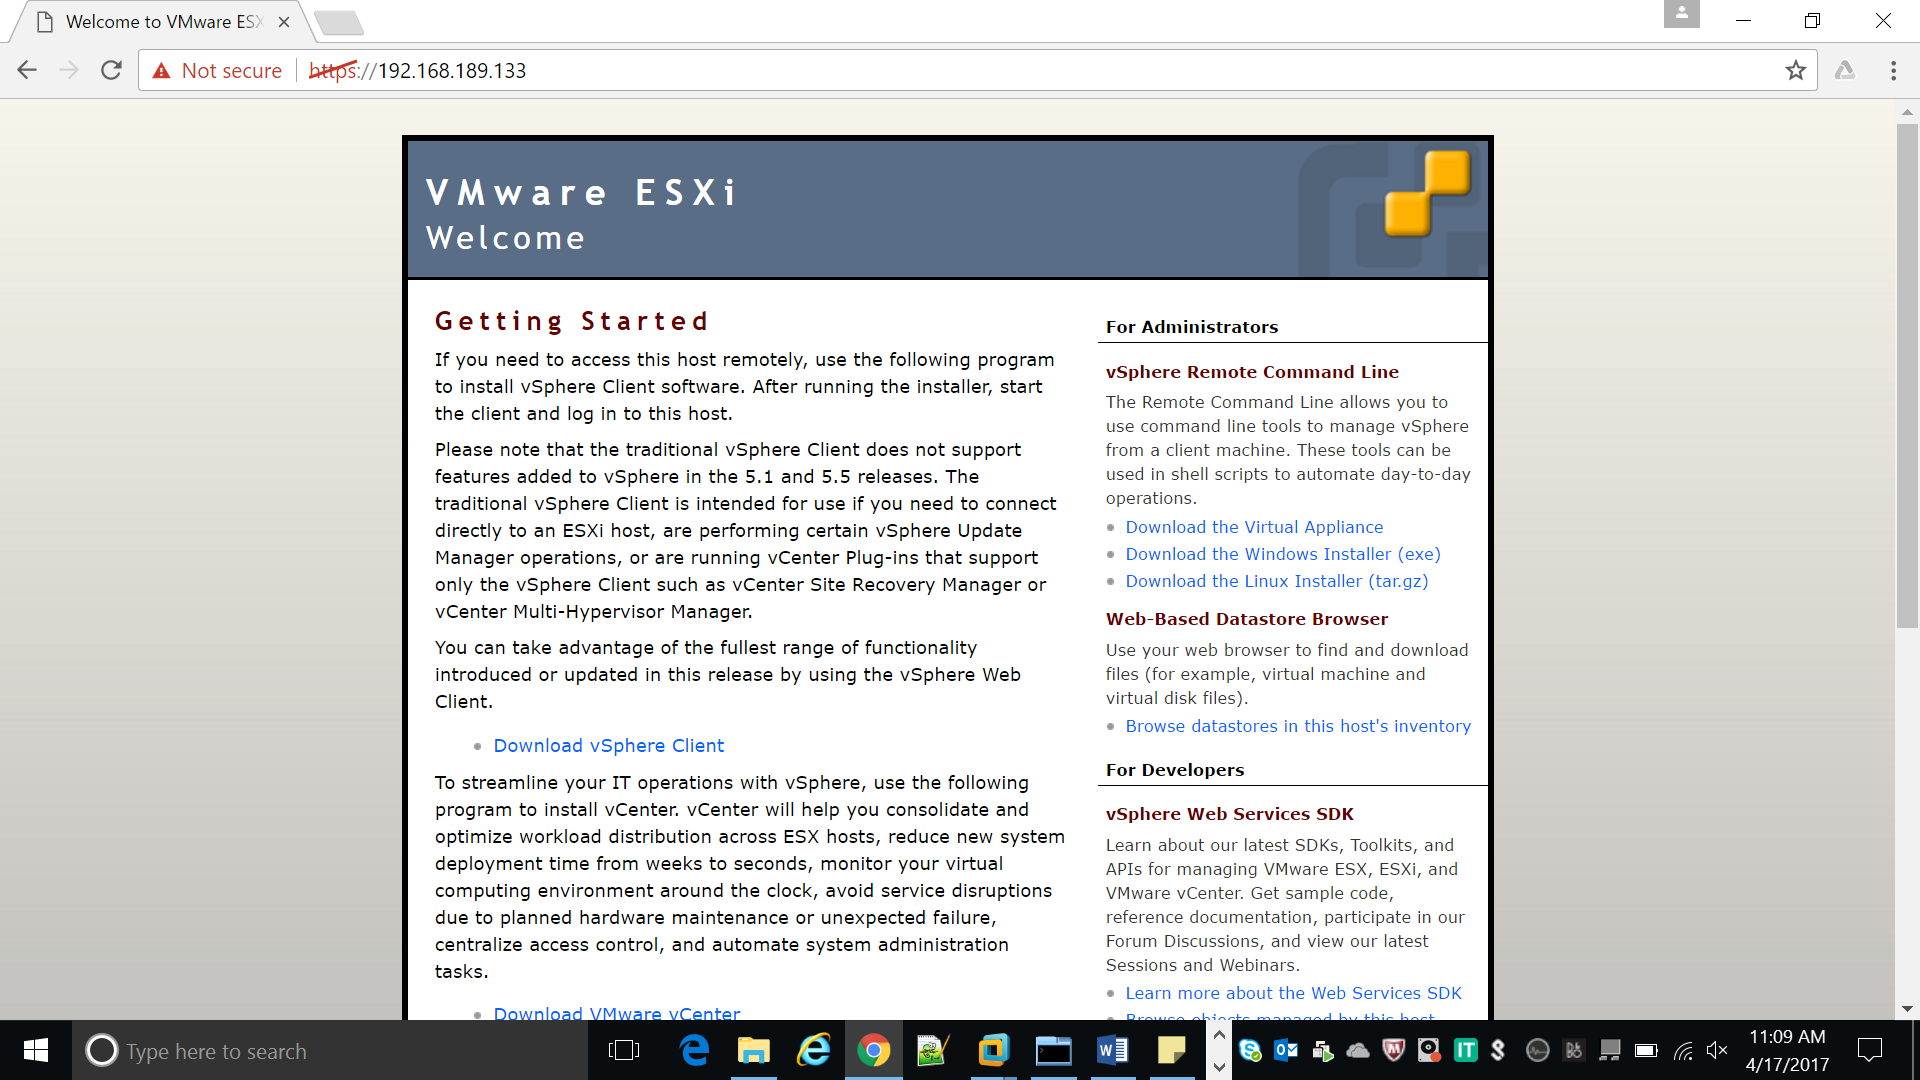 Welcome to VMware ESX
Not secure https://192.168.189.133
VMware ESXi
Welcome
Getting Started
If you need to access this host remotely, use the following program
to install vSphere Client software. After running the installer, start
the client and log in to this host.
Please note that the traditional vSphere Client does not support
features added to vSphere in the 5.1 and 5.5 releases. The
traditional vSphere Client is intended for use if you need to connect
directly to an ESXi host, are performing certain vSphere Update
Manager operations, or are running vCenter Plug-ins that support
only the vSphere Client such as vCenter Site Recovery Manager or
vCenter Multi-Hypervisor Manager.
You can take advantage of the fullest range of functionality
introduced or updated in this release by using the vSphere Web
Client.
Download vSphere Client
To streamline your IT operations with vSphere, use the following
program to install vCenter. vCenter will help you consolidate and
optimize workload distribution across ESX hosts, reduce new system
deployment time from weeks to seconds, monitor your virtual
computing environment around the clock, avoid service disruptions
due to planned hardware maintenance or unexpected failure,
centralize access control, and automate system administration
tasks.
Download VMware vCenter
For Administrators
vSphere Remote Command Line
The Remote Command Line allows you to
use command line tools to manage vSphere
from a client machine. These tools can be
used in shell scripts to automate day-to-day
operations.
Download the Virtual Appliance
Download the Windows Installer (exe)
Download the Linux Installer (tar.gz)
Web-Based Datastore Browser
Use your web browser to find and download
files (for example, virtual machine and
virtual disk files).
Browse datastores in this host's inventory
For Developers
vSphere Web Services SDK
Learn about our latest SDKs, Toolkits, and
APIs for managing VMware ESX, ESXi, and
VMware vCenter. Get sample code,
reference documentation, participate in our
Forum Discussions, and view our latest
Sessions and Webinars.
Learn more about the Web Services SDK
Browse objects managed by this host
Type here to search
IT
11:09 AM
4/17/2017